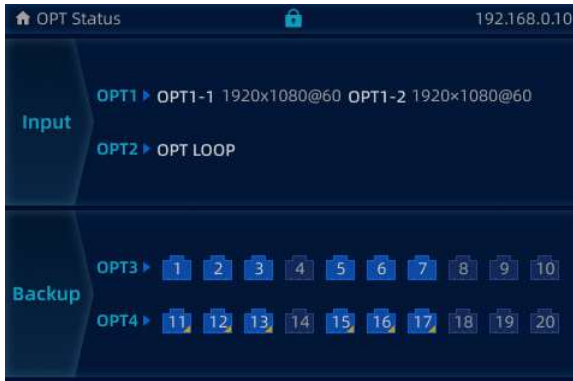 OPT Status 192.168.0.10
Input
OPT1 OPT1-1 1920x1080@60 OPT1-2 1920×1080@60
OPT2 OPT LOOP
Backup
OPT3 1 2 3 4 5 6 7 8 9 10
OPT4 11 12 13 14 15 16 17 18 19 20